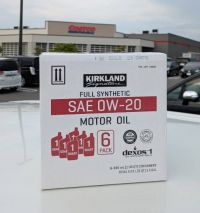 COSTCO
KIRKLAND
Signature
FULL SYNTHETIC
SAE 0W-20
MOTOR OIL
6
PACK
dexos1